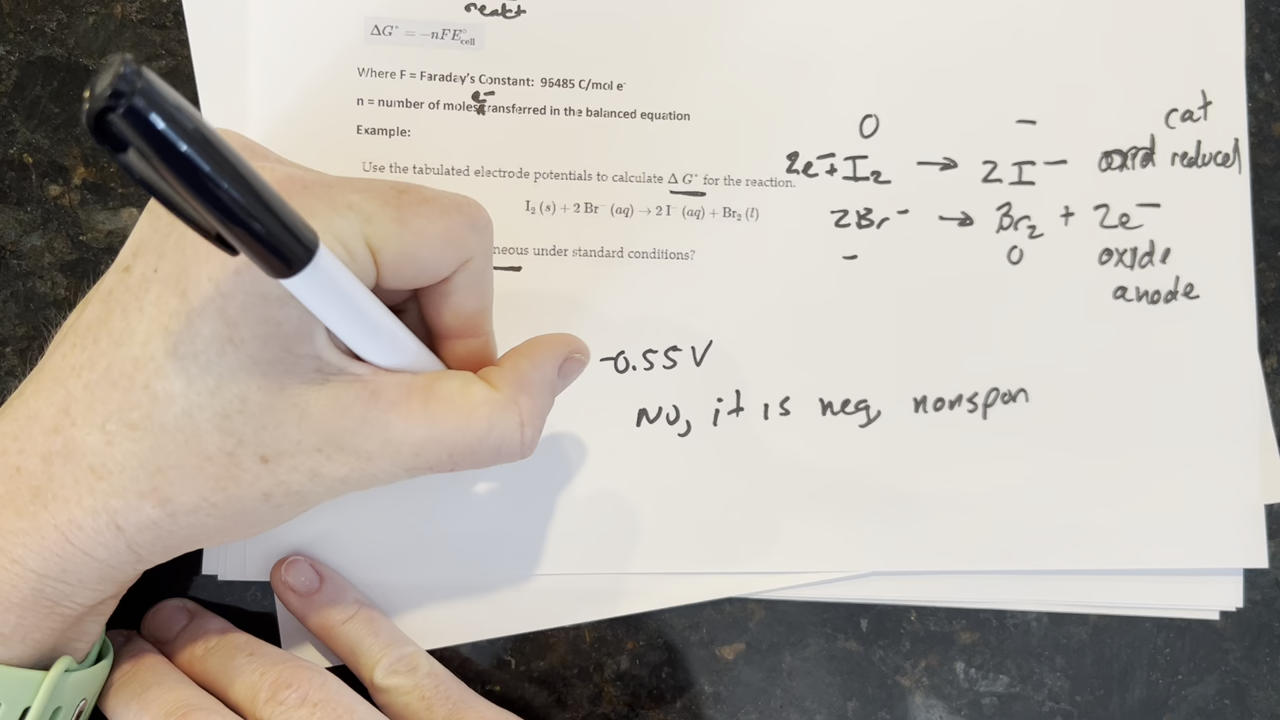 react
ΔG° = −nFE°cell
Where F = Faraday's Constant: 96485 C/mol e⁻
e⁻
n = number of moles transferred in the balanced equation
Example:
Use the tabulated electrode potentials to calculate Δ G° for the reaction.
I₂ (s) + 2 Br⁻ (aq) → 2 I⁻ (aq) + Br₂ (l)
neous under standard conditions?
0 − cat
2e⁻+I₂ → 2I⁻ reduced
2Br⁻ → Br₂ + 2e⁻
− 0 oxide
anode
-0.55 V
No, it is neg, nonspon